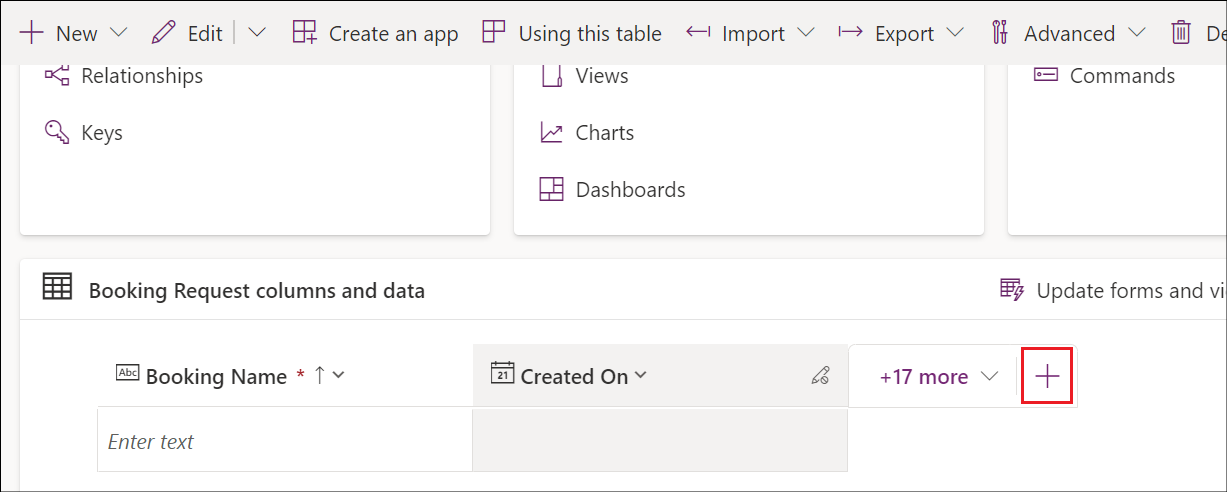 New Edit Create an app Using this table Import Export Advanced De
Relationships Views Commands
Keys Charts
Dashboards
Booking Request columns and data Update forms and vi
Abc Booking Name * ↑ 21 Created On +17 more +
Enter text